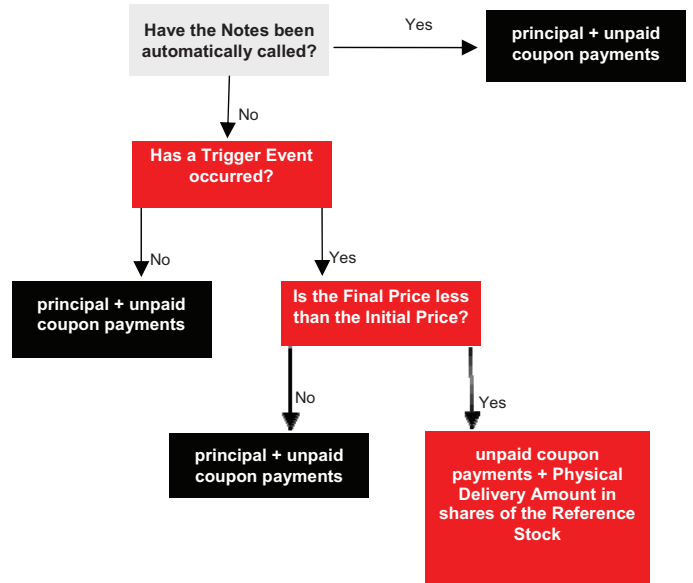 Have the Notes been
automatically called?
Yes
principal + unpaid
coupon payments
No
Has a Trigger Event
occurred?
No
Yes
principal + unpaid
coupon payments
Is the Final Price less
than the Initial Price?
No
Yes
principal + unpaid
coupon payments
unpaid coupon
payments + Physical
Delivery Amount in
shares of the Reference
Stock